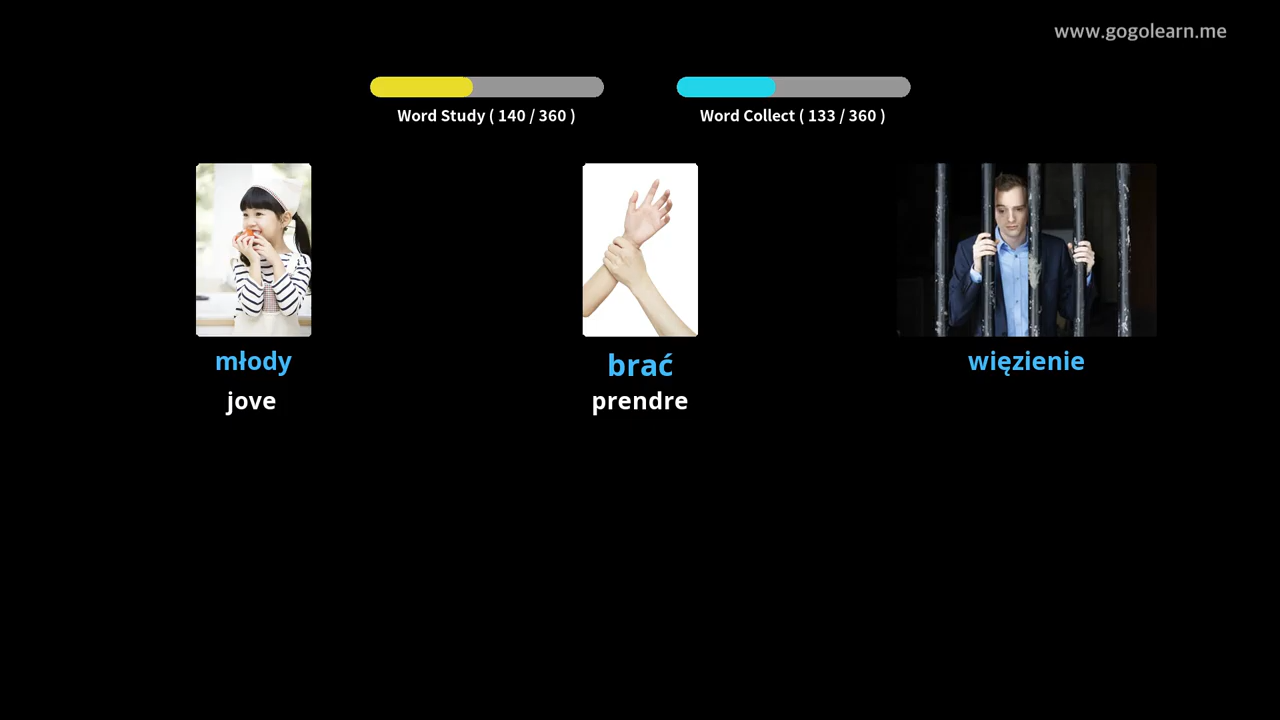 www.gogolearn.me
Word Study ( 140 / 360 )
Word Collect ( 133 / 360 )
młody
jove
brać
prendre
więzienie